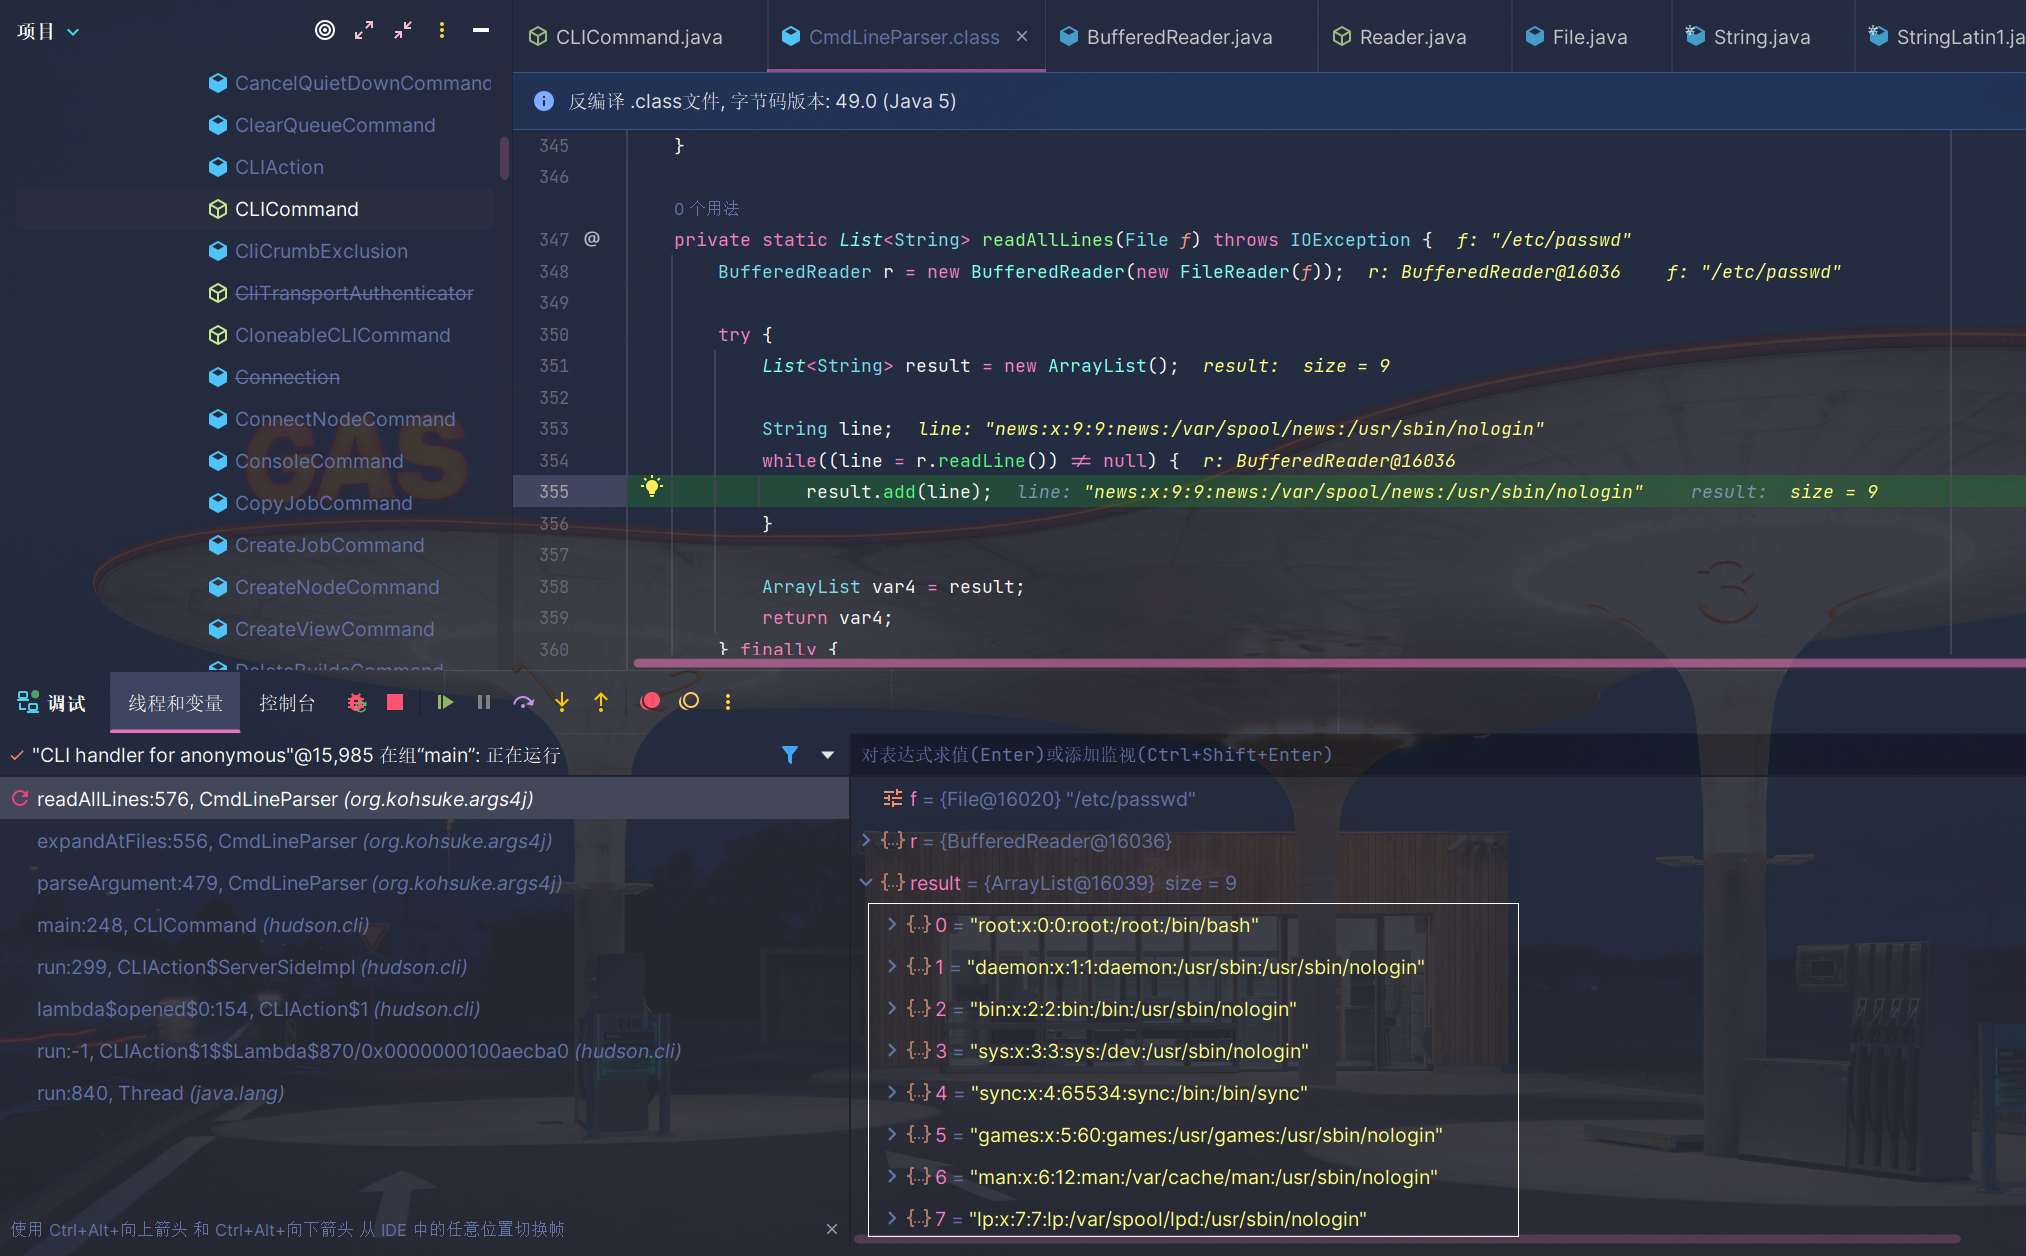 项目
CancelQuietDownCommand
ClearQueueCommand
CLIAction
CLICommand
CliCrumbExclusion
CliTransportAuthenticator
CloneableCLICommand
Connection
ConnectNodeCommand
ConsoleCommand
CopyJobCommand
CreateJobCommand
CreateNodeCommand
CreateViewCommand
DeleteBuildsCommand
GAS
CLICommand.java CmdLineParser.class BufferedReader.java Reader.java File.java String.java StringLatin1.ja
反编译 .class文件, 字节码版本: 49.0 (Java 5)
345 }
346
0 个用法
347 @ private static List<String> readAllLines(File f) throws IOException { f: "/etc/passwd"
348 BufferedReader r = new BufferedReader(new FileReader(f)); r: BufferedReader@16036 f: "/etc/passwd"
349
350 try {
351 List<String> result = new ArrayList(); result: size = 9
352
353 String line; line: "news:x:9:9:news:/var/spool/news:/usr/sbin/nologin"
354 while((line = r.readLine()) ≠ null) { r: BufferedReader@16036
355 result.add(line); line: "news:x:9:9:news:/var/spool/news:/usr/sbin/nologin" result: size = 9
356 }
357
358 ArrayList var4 = result;
359 return var4;
360 } finally {
3
调试 线程和变量 控制台
"CLI handler for anonymous"@15,985 在组“main”: 正在运行
readAllLines:576, CmdLineParser (org.kohsuke.args4j)
expandAtFiles:556, CmdLineParser (org.kohsuke.args4j)
parseArgument:479, CmdLineParser (org.kohsuke.args4j)
main:248, CLICommand (hudson.cli)
run:299, CLIAction$ServerSideImpl (hudson.cli)
lambda$opened$0:154, CLIAction$1 (hudson.cli)
run:-1, CLIAction$1$$Lambda$870/0x0000000100aecba0 (hudson.cli)
run:840, Thread (java.lang)
TIR
使用 Ctrl+Alt+向上箭头 和 Ctrl+Alt+向下箭头 从 IDE 中的任意位置切换帧
对表达式求值(Enter)或添加监视(Ctrl+Shift+Enter)
f = {File@16020} "/etc/passwd"
{...} r = {BufferedReader@16036}
{...} result = {ArrayList@16039} size = 9
{...} 0 = "root:x:0:0:root:/root:/bin/bash"
{...} 1 = "daemon:x:1:1:daemon:/usr/sbin:/usr/sbin/nologin"
{...} 2 = "bin:x:2:2:bin:/bin:/usr/sbin/nologin"
{...} 3 = "sys:x:3:3:sys:/dev:/usr/sbin/nologin"
{...} 4 = "sync:x:4:65534:sync:/bin:/bin/sync"
{...} 5 = "games:x:5:60:games:/usr/games:/usr/sbin/nologin"
{...} 6 = "man:x:6:12:man:/var/cache/man:/usr/sbin/nologin"
{...} 7 = "lp:x:7:7:lp:/var/spool/lpd:/usr/sbin/nologin"